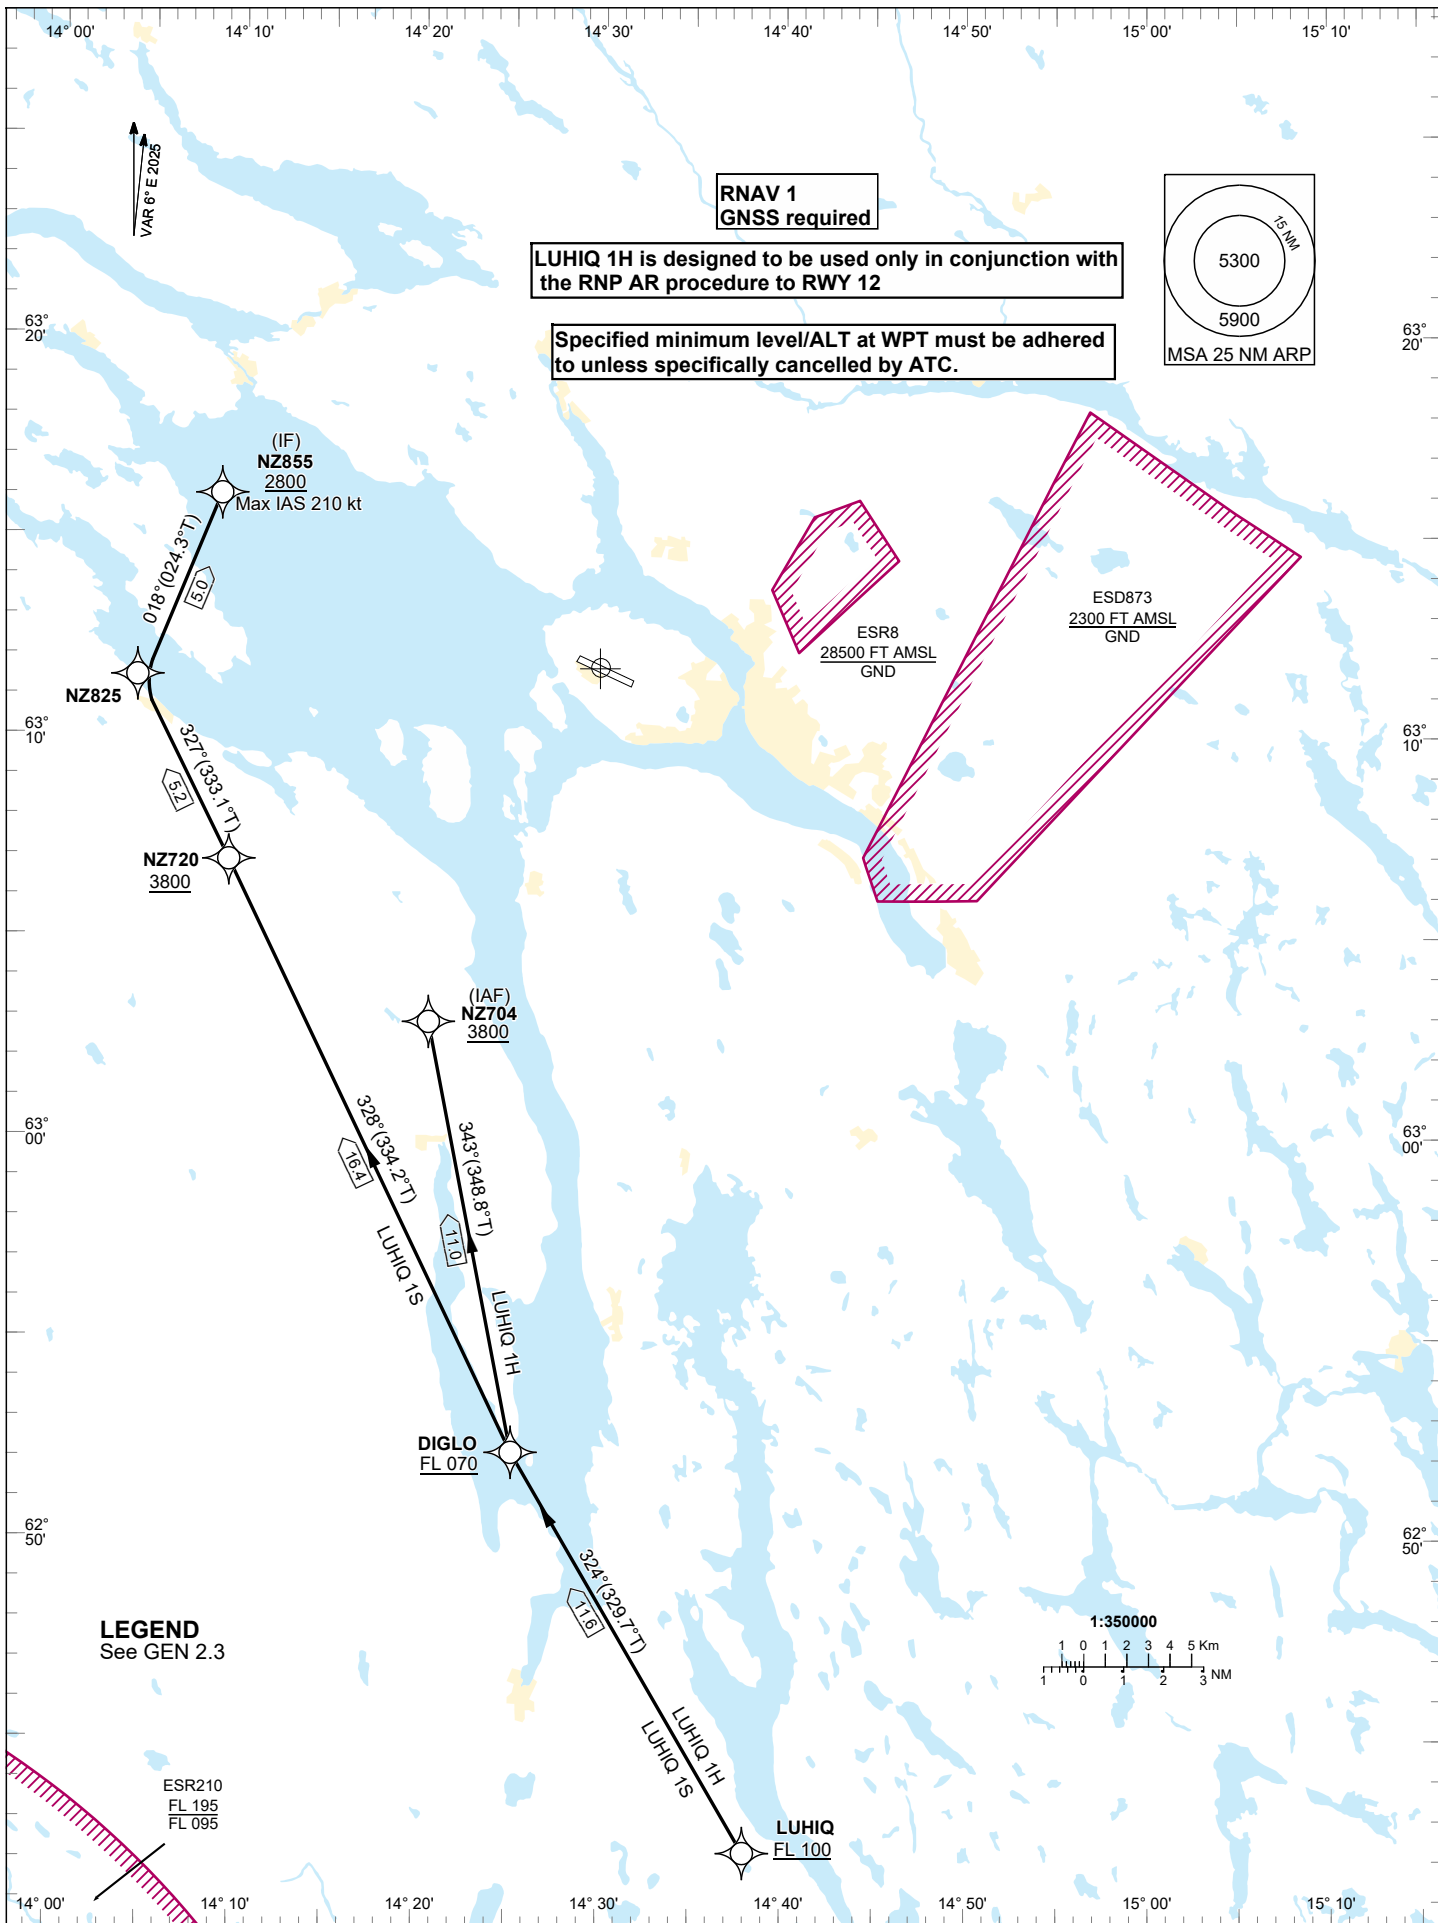 14° 00'
14° 10'
14° 20'
14° 30'
14° 40'
14° 50'
15° 00'
15° 10'
VAR 6° E 2025
RNAV 1
GNSS required
LUHIQ 1H is designed to be used only in conjunction with
the RNP AR procedure to RWY 12
Specified minimum level/ALT at WPT must be adhered
to unless specifically cancelled by ATC.
15 NM
5300
5900
MSA 25 NM ARP
63°
20'
63°
20'
(IF)
NZ855
2800
Max IAS 210 kt
018°(024.3°T)
5.0
ESD873
2300 FT AMSL
GND
ESR8
28500 FT AMSL
GND
NZ825
63°
10'
63°
10'
327°(333.1°T)
5.2
NZ720
3800
(IAF)
NZ704
3800
63°
00'
63°
00'
328°(334.2°T)
16.4
LUHIQ 1S
343°(348.8°T)
11.0
LUHIQ 1H
DIGLO
FL 070
62°
50'
62°
50'
324°(329.7°T)
11.6
LUHIQ 1H
LUHIQ 1S
LEGEND
See GEN 2.3
1:350000
1 0 1 2 3 4 5 Km
1 0 1 2 3 NM
ESR210
FL 195
FL 095
LUHIQ
FL 100
14° 00'
14° 10'
14° 20'
14° 30'
14° 40'
14° 50'
15° 00'
15° 10'